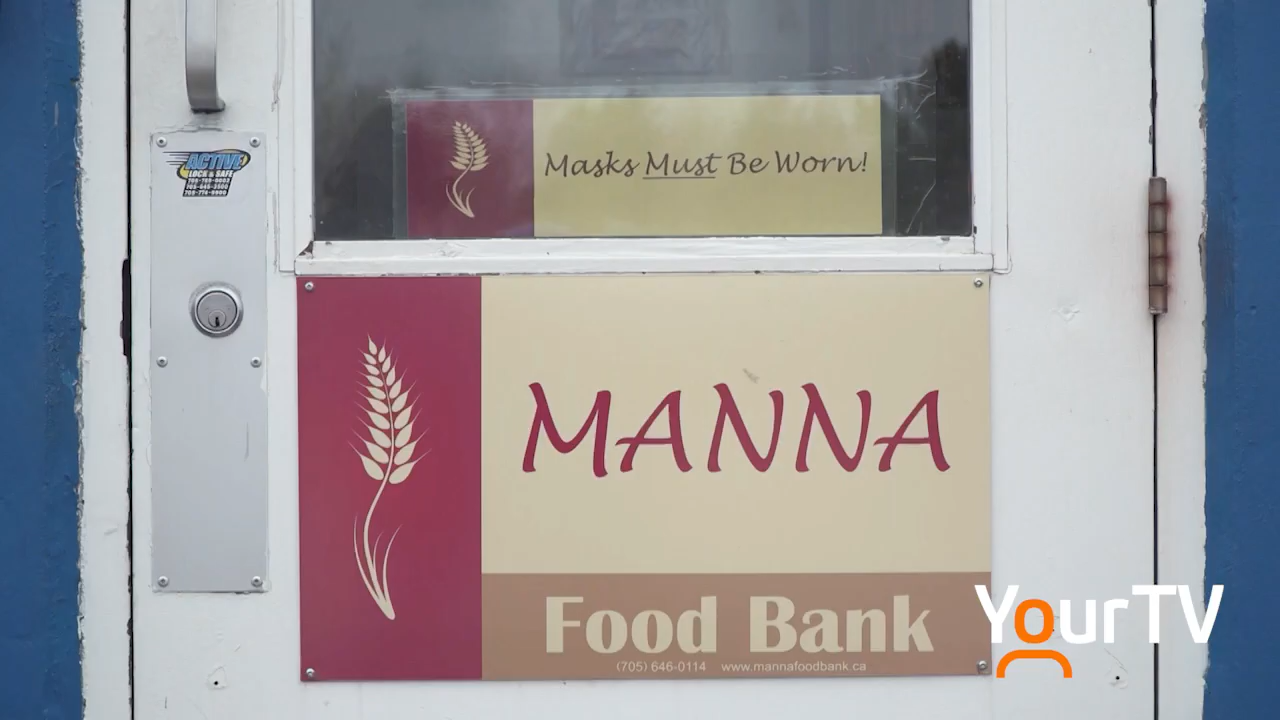 ACTIVE
LOCK & SAFE
Masks Must Be Worn!
MANNA
Food Bank
(705) 646-0114 www.mannafoodbank.ca
YourTV